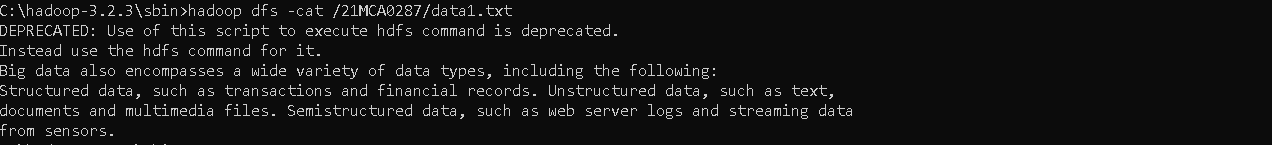 C:\hadoop-3.2.3\sbin>hadoop dfs -cat /21MCA0287/data1.txt
DEPRECATED: Use of this script to execute hdfs command is deprecated.
Instead use the hdfs command for it.
Big data also encompasses a wide variety of data types, including the following:
Structured data, such as transactions and financial records. Unstructured data, such as text,
documents and multimedia files. Semistructured data, such as web server logs and streaming data
from sensors.